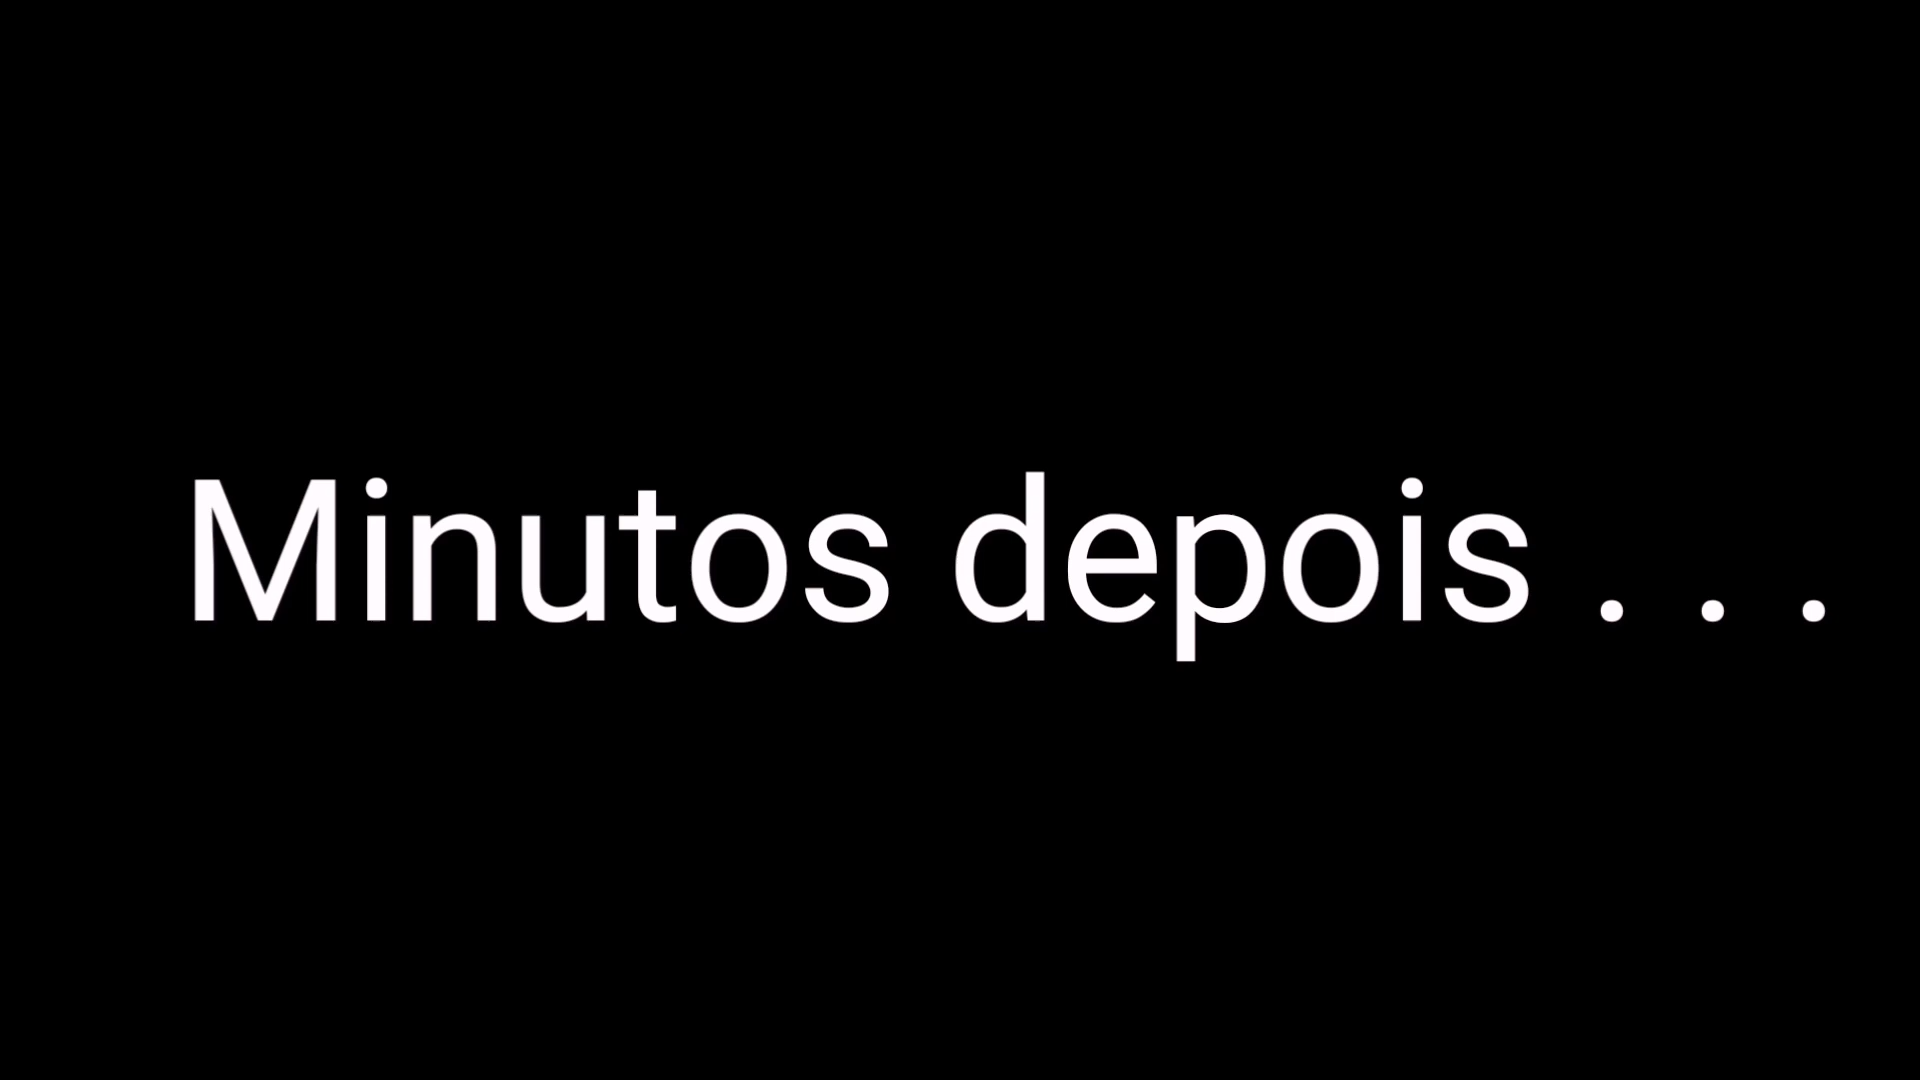 Minutos depois . . .